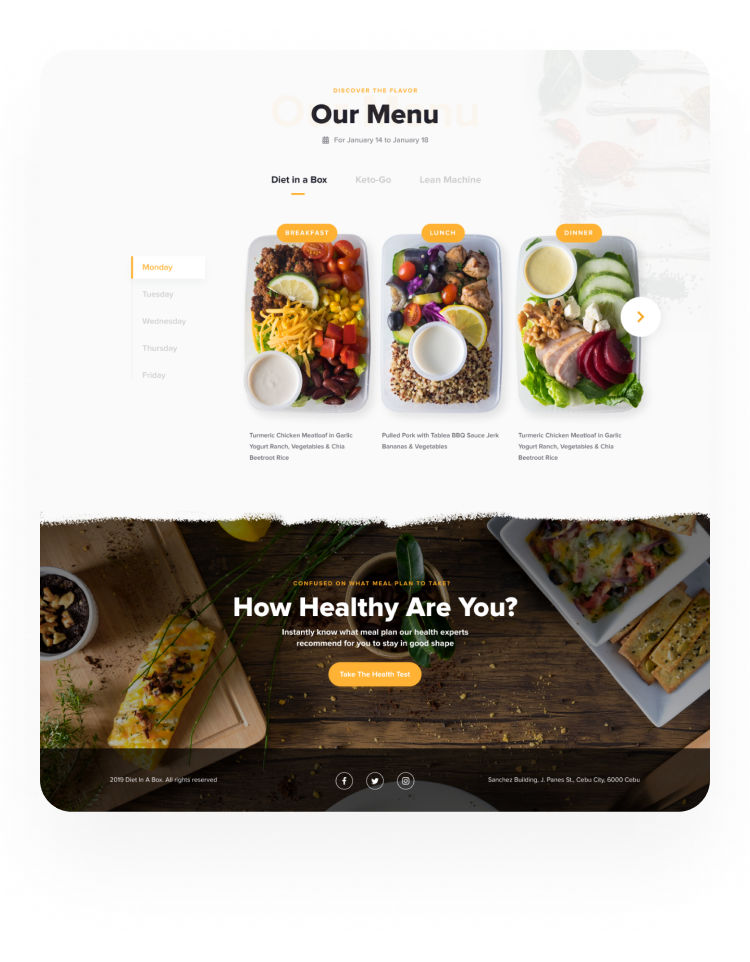 DISCOVER THE FLAVOR
Our Menu
For January 14 to January 18
Diet in a Box
Keto-Go
Lean Machine
Monday
Tuesday
Wednesday
Thursday
Friday
BREAKFAST
LUNCH
DINNER
Turmeric Chicken Meatloaf in Garlic
Yogurt Ranch, Vegetables & Chia
Beetroot Rice
Pulled Pork with Tablea BBQ Sauce Jerk
Bananas & Vegetables
Turmeric Chicken Meatloaf in Garlic
Yogurt Ranch, Vegetables & Chia
Beetroot Rice
CONFUSED ON WHAT MEAL PLAN TO TAKE?
How Healthy Are You?
Instantly know what meal plan our health experts
recommend for you to stay in good shape
Take The Health Test
2019 Diet In A Box. All rights reserved
Sanchez Building, J. Panes St., Cebu City, 6000 Cebu